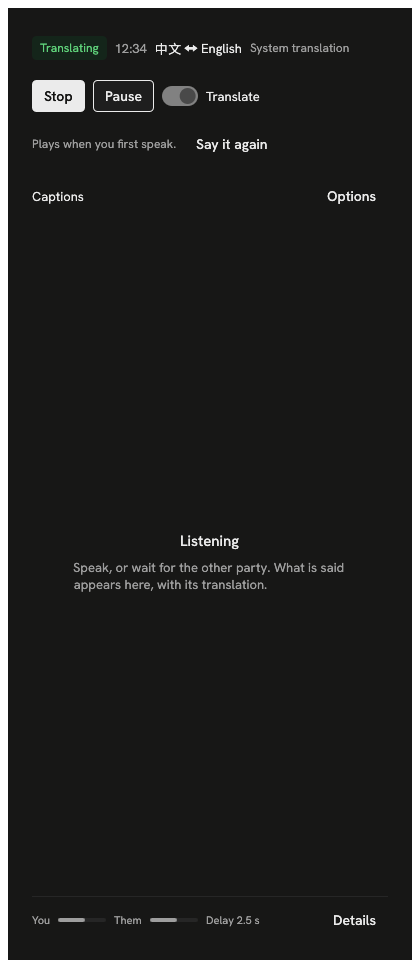 Translating 12:34 中文 ⬌ English System translation
Stop Pause Translate
Plays when you first speak. Say it again
Captions Options
Listening
Speak, or wait for the other party. What is said
appears here, with its translation.
You Them Delay 2.5 s Details